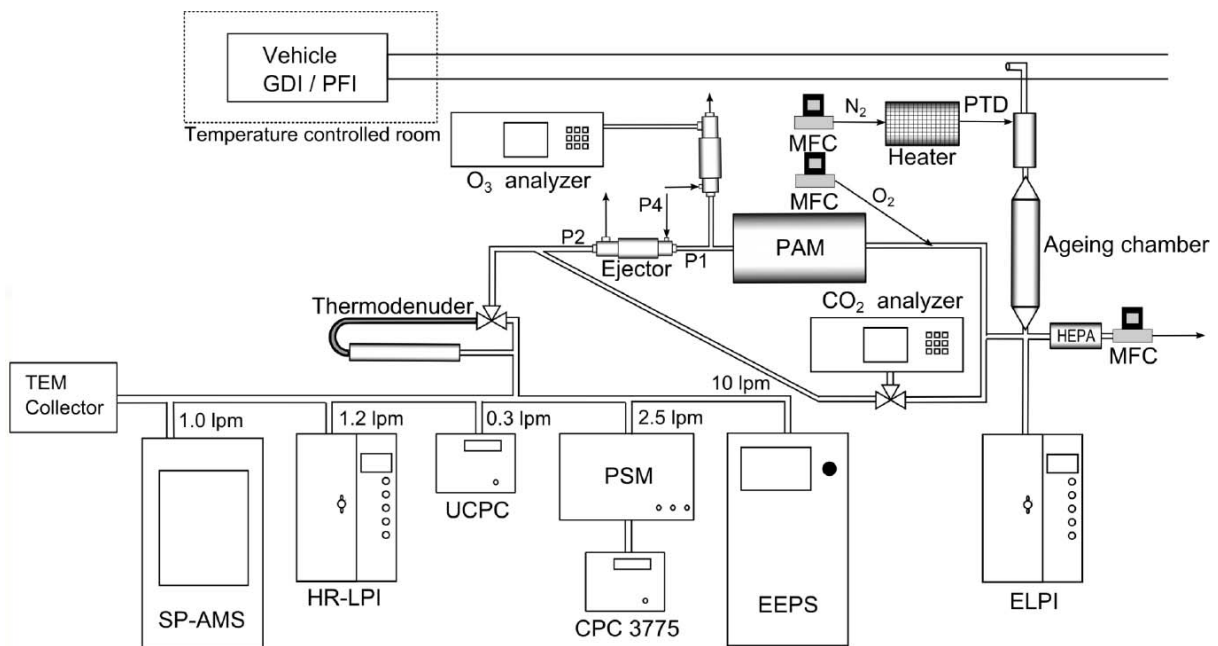 Vehicle
GDI / PFI
Temperature controlled room
N₂
PTD
MFC
Heater
O₃ analyzer
MFC
O₂
P4
P2
Ejector
P1
PAM
Ageing chamber
CO₂ analyzer
Thermodenuder
HEPA
MFC
TEM
Collector
10 lpm
1.0 lpm
1.2 lpm
0.3 lpm
2.5 lpm
PSM
UCPC
HR-LPI
SP-AMS
CPC 3775
EEPS
ELPI